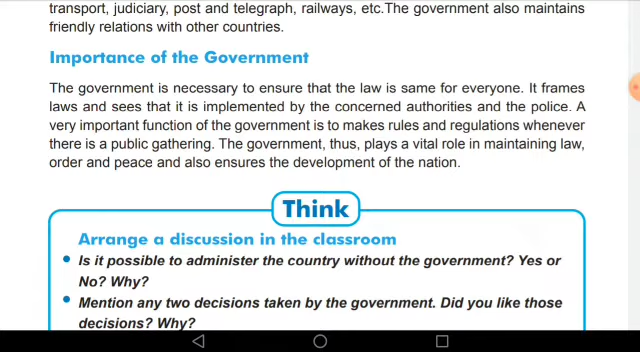 transport, judiciary, post and telegraph, railways, etc.The government also maintains
friendly relations with other countries.
Importance of the Government
The government is necessary to ensure that the law is same for everyone. It frames
laws and sees that it is implemented by the concerned authorities and the police. A
very important function of the government is to makes rules and regulations whenever
there is a public gathering. The government, thus, plays a vital role in maintaining law,
order and peace and also ensures the development of the nation.
Think
Arrange a discussion in the classroom
• Is it possible to administer the country without the government? Yes or
No? Why?
• Mention any two decisions taken by the government. Did you like those
decisions? Why?